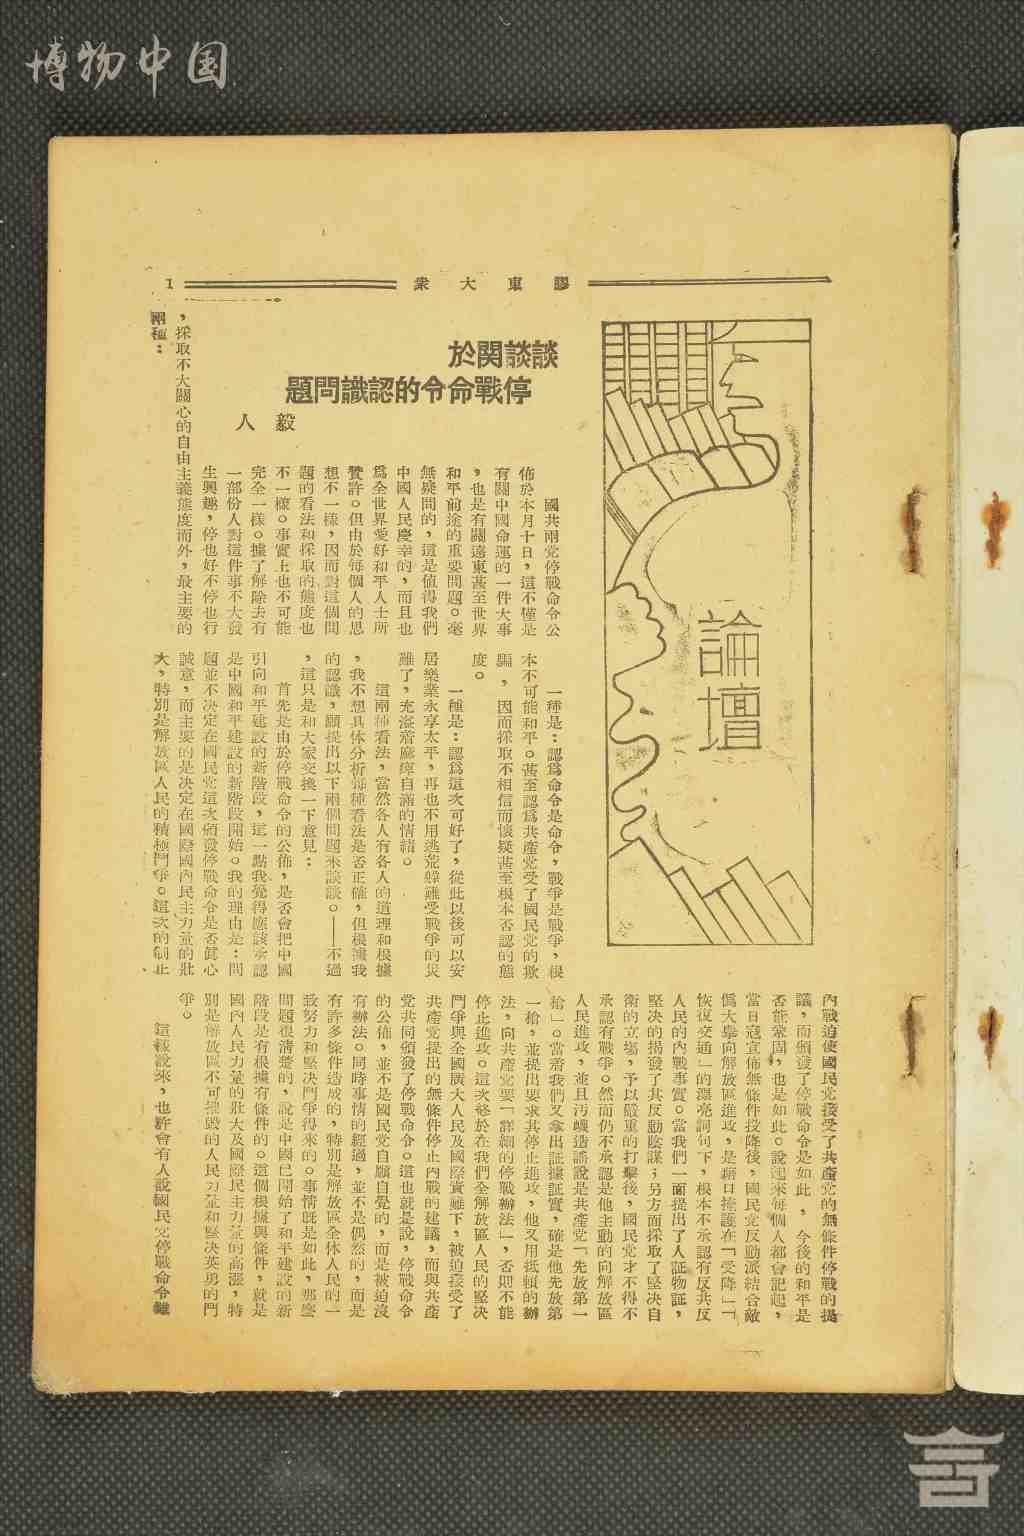 博物中国
膠東大衆
1
論壇
談談関於
停戰命令的認識問題
毅人
國共兩党停戰命令公
佈於本月十日，這不僅是
有關中國命運的一件大事
，也是有關遠東甚至世界
和平前途的重要問題。毫
無疑問的，這是值得我們
中國人民慶幸的，而且也
爲全世界愛好和平人士所
贊許。但由於每個人的思
想不一樣，因而對這個問
題的看法和採取的態度也
不一樣。事實上也不可能
完全一樣。據了解除去有
一部份人對這件事不大發
生興趣，停也好不停也行
，採取不大關心的自由主義態度而外，最主要的
兩種：
一種是：認爲命令是命令，戰爭是戰爭，根
本不可能和平。甚至認爲共產党受了國民党的欺
騙，因而採取不相信而懷疑甚至根本否認的態
度。
一種是：認爲這次可好了，從此以後可以安
居樂業永享太平，再也不用逃荒躲難受戰爭的災
難了，充滋着麻痺自滿的情緒。
這兩種看法，當然各人有各人的道理和根據
，我不想具体分析每種看法是否正確，但根據我
的認識，願提出以下兩個問題來談談。——不過
，這只是和大家交換一下意見：
首先是由於停戰命令的公佈，是否會把中國
引向和平建設的新階段，這一點我覺得應該承認
是中國和平建設的新階段開始。我的理由是：問
題並不决定在國民党這次頒發停戰命令是否眞心
誠意，而主要的是决定在國際國內民主力量的壯
大，特別是解放區人民的積極鬥爭。這次的制止
內戰迫使國民党接受了共產党的無條件停戰的提
議，而頒發了停戰命令是如此，今後的和平是
否能鞏固，也是如此。說起來每個人都會記起，
當日寇宣佈無條件投降後，國民党反動派結合敵
僞大舉向解放區進攻，是藉口掩護在「受降」「
恢復交通」的漂亮詞句下，根本不承認有反共反
人民的內戰事實。當我們一面提出了人証物証，
堅决的揭發了其反動陰謀；另方面採取了堅决自
衛的立塲，予以嚴重的打擊後，國民党才不得不
承認有戰爭。然而仍不承認是他主動的向解放區
人民進攻，並且汚衊造謠說是共產党「先放第一
槍」。當着我們又拿出証據証實，確是他先放第
一槍，並提出要求其停止進攻，他又用抵賴的辦
法，向共產党要「詳細的停戰辦法」，否則不能
停止進攻。這次終於在我們全解放區人民的堅决
鬥爭與全國廣大人民及國際責難下，被迫接受了
共產党提出的無條件停止內戰的建議，而與共產
党共同頒發了停戰命令。這也就是說，停戰命令
的公佈，並不是國民党自願自覺的，而是被迫沒
有辦法。同時事情的經過，並不是偶然的，而是
有許多條件造成的，特別是解放區全体人民的一
致努力和堅决鬥爭得來的。事情旣是如此，那麼
問題很清楚的，說是中國已開始了和平建設的新
階段是有根據有條件的。這個根據與條件，就是
國內人民力量的壯大及國際民主力量的高漲，特
別是解放區不可摧毀的人民力量和堅决英勇的鬥
爭。
這樣說來，也許會有人說國民党停戰命令雖